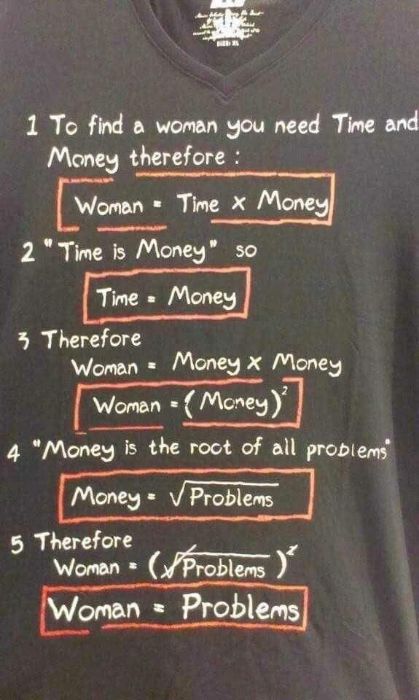 SIZE: XL
1 To find a woman you need Time and
Money therefore :
Woman = Time x Money
2 "Time is Money" so
Time = Money
3 Therefore
Woman = Money x Money
Woman = (Money)²
4 "Money is the root of all problems"
Money = √Problems
5 Therefore
Woman = (√Problems)²
Woman = Problems